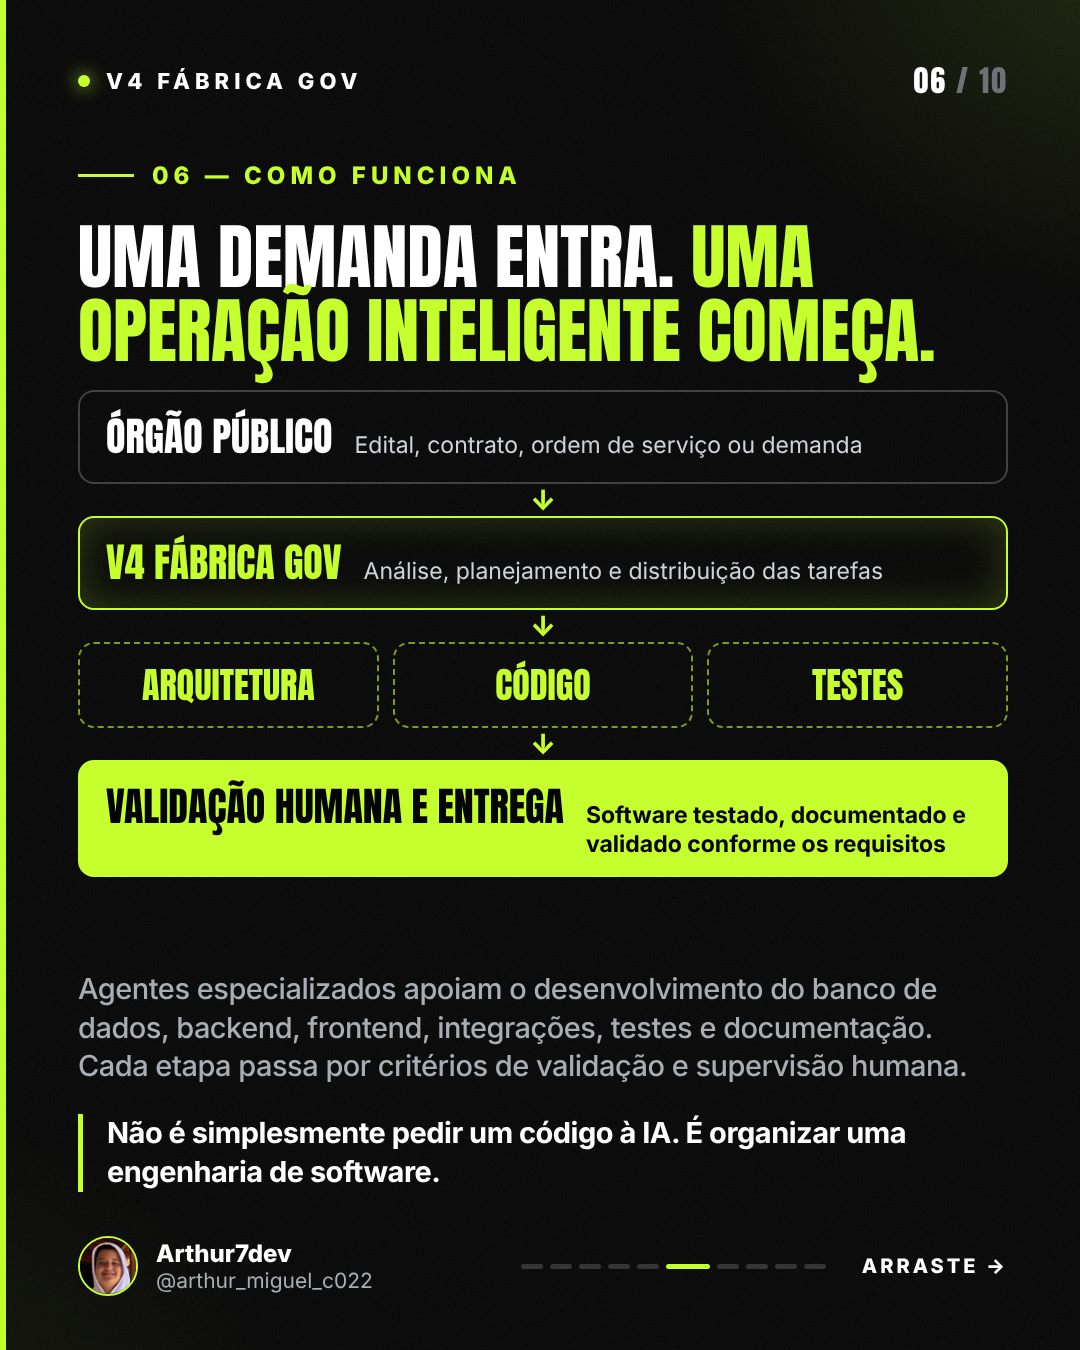 V4 FÁBRICA GOV
06 / 10
06 — COMO FUNCIONA
UMA DEMANDA ENTRA. UMA
OPERAÇÃO INTELIGENTE COMEÇA.
ÓRGÃO PÚBLICO Edital, contrato, ordem de serviço ou demanda
↓
V4 FÁBRICA GOV Análise, planejamento e distribuição das tarefas
↓
ARQUITETURA
CÓDIGO
TESTES
↓
VALIDAÇÃO HUMANA E ENTREGA
Software testado, documentado e
validado conforme os requisitos
Agentes especializados apoiam o desenvolvimento do banco de
dados, backend, frontend, integrações, testes e documentação.
Cada etapa passa por critérios de validação e supervisão humana.
Não é simplesmente pedir um código à IA. É organizar uma
engenharia de software.
Arthur7dev
@arthur_miguel_c022
ARRASTE →